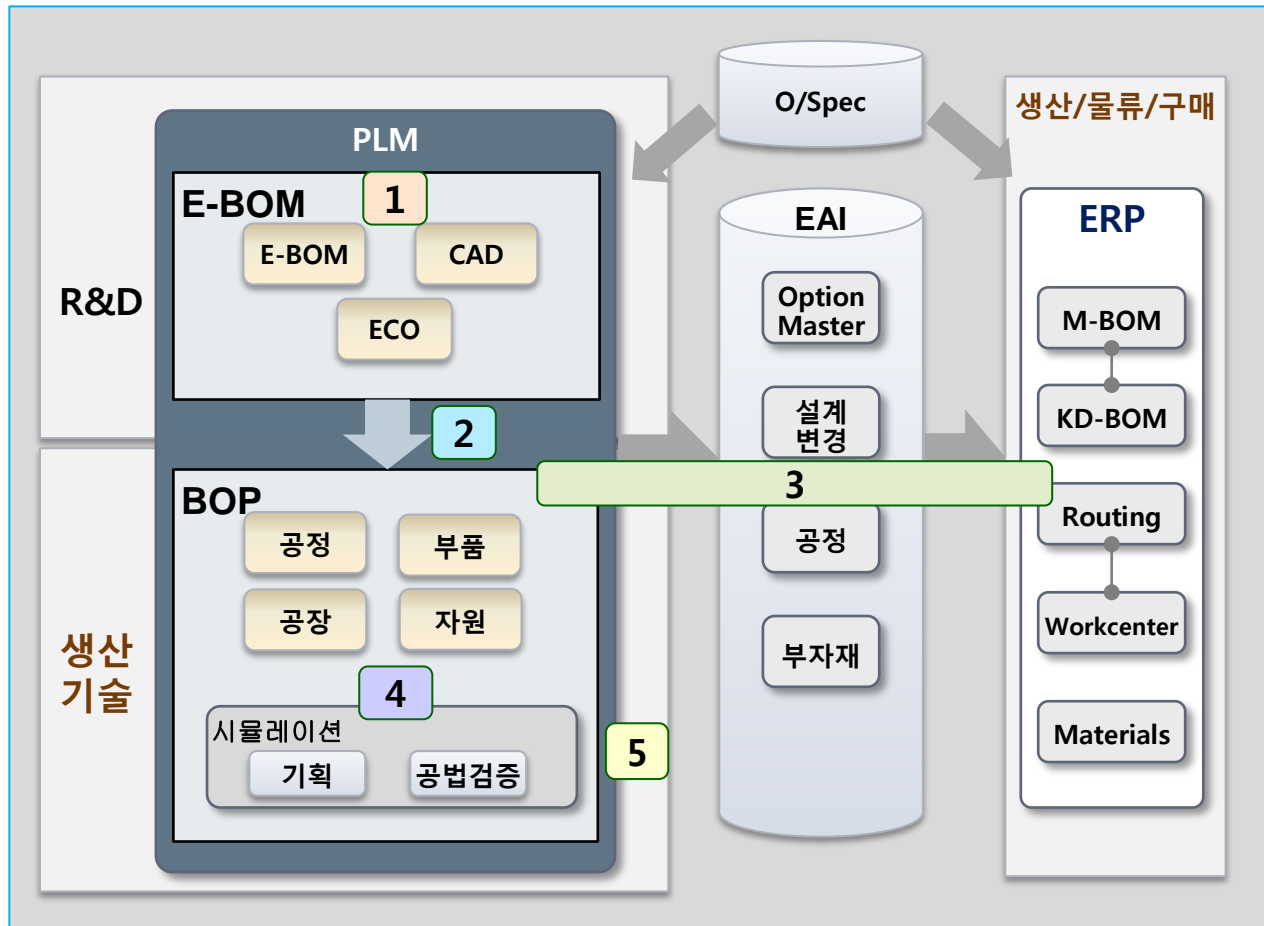 O/Spec
생산/물류/구매
PLM
E-BOM
1
E-BOM
CAD
ECO
R&D
2
BOP
공정
부품
공장
자원
생산
기술
4
시뮬레이션
기획
공법검증
5
EAI
Option
Master
설계
변경
3
공정
부자재
ERP
M-BOM
KD-BOM
Routing
Workcenter
Materials